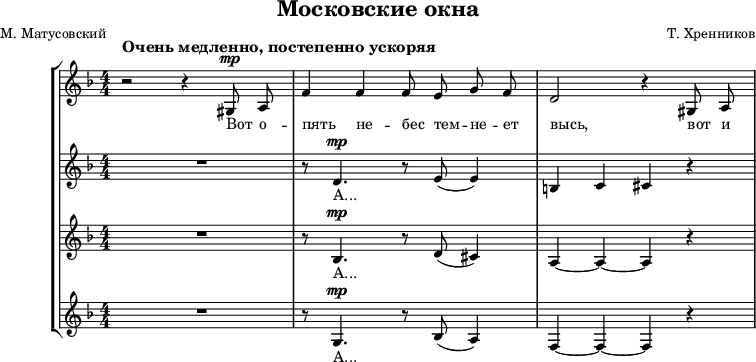 Московские окна
М. Матусовский
Т. Хренников
Очень медленно, постепенно ускоряя
mp
Вот о – пять не – бес тем – не – ет высь, вот и
mp
А...
mp
А...
mp
А...